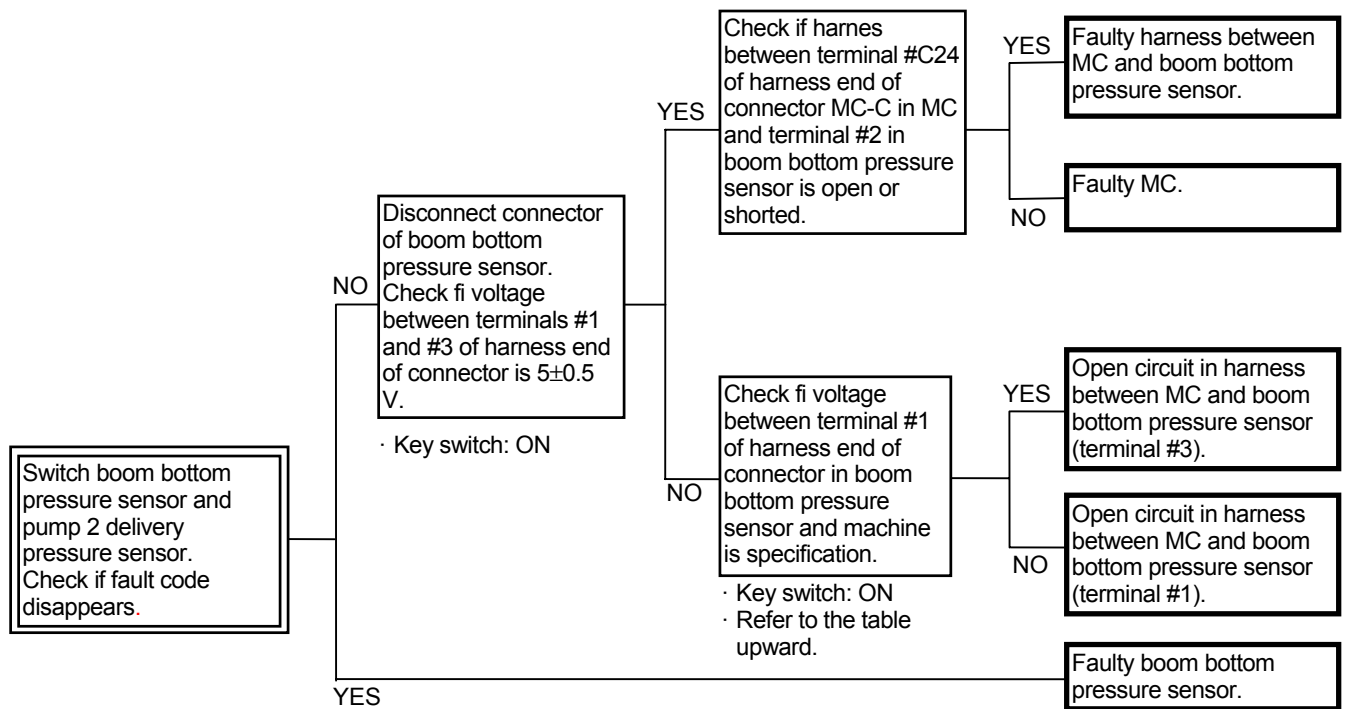 Switch boom bottom
pressure sensor and
pump 2 delivery
pressure sensor.
Check if fault code
disappears.
NO
Disconnect connector
of boom bottom
pressure sensor.
Check fi voltage
between terminals #1
and #3 of harness end
of connector is 5±0.5
V.
· Key switch: ON
YES
Check if harnes
between terminal #C24
of harness end of
connector MC-C in MC
and terminal #2 in
boom bottom pressure
sensor is open or
shorted.
YES
Faulty harness between
MC and boom bottom
pressure sensor.
NO
Faulty MC.
NO
Check fi voltage
between terminal #1
of harness end of
connector in boom
bottom pressure
sensor and machine
is specification.
· Key switch: ON
· Refer to the table
upward.
YES
Open circuit in harness
between MC and boom
bottom pressure sensor
(terminal #3).
NO
Open circuit in harness
between MC and boom
bottom pressure sensor
(terminal #1).
YES
Faulty boom bottom
pressure sensor.